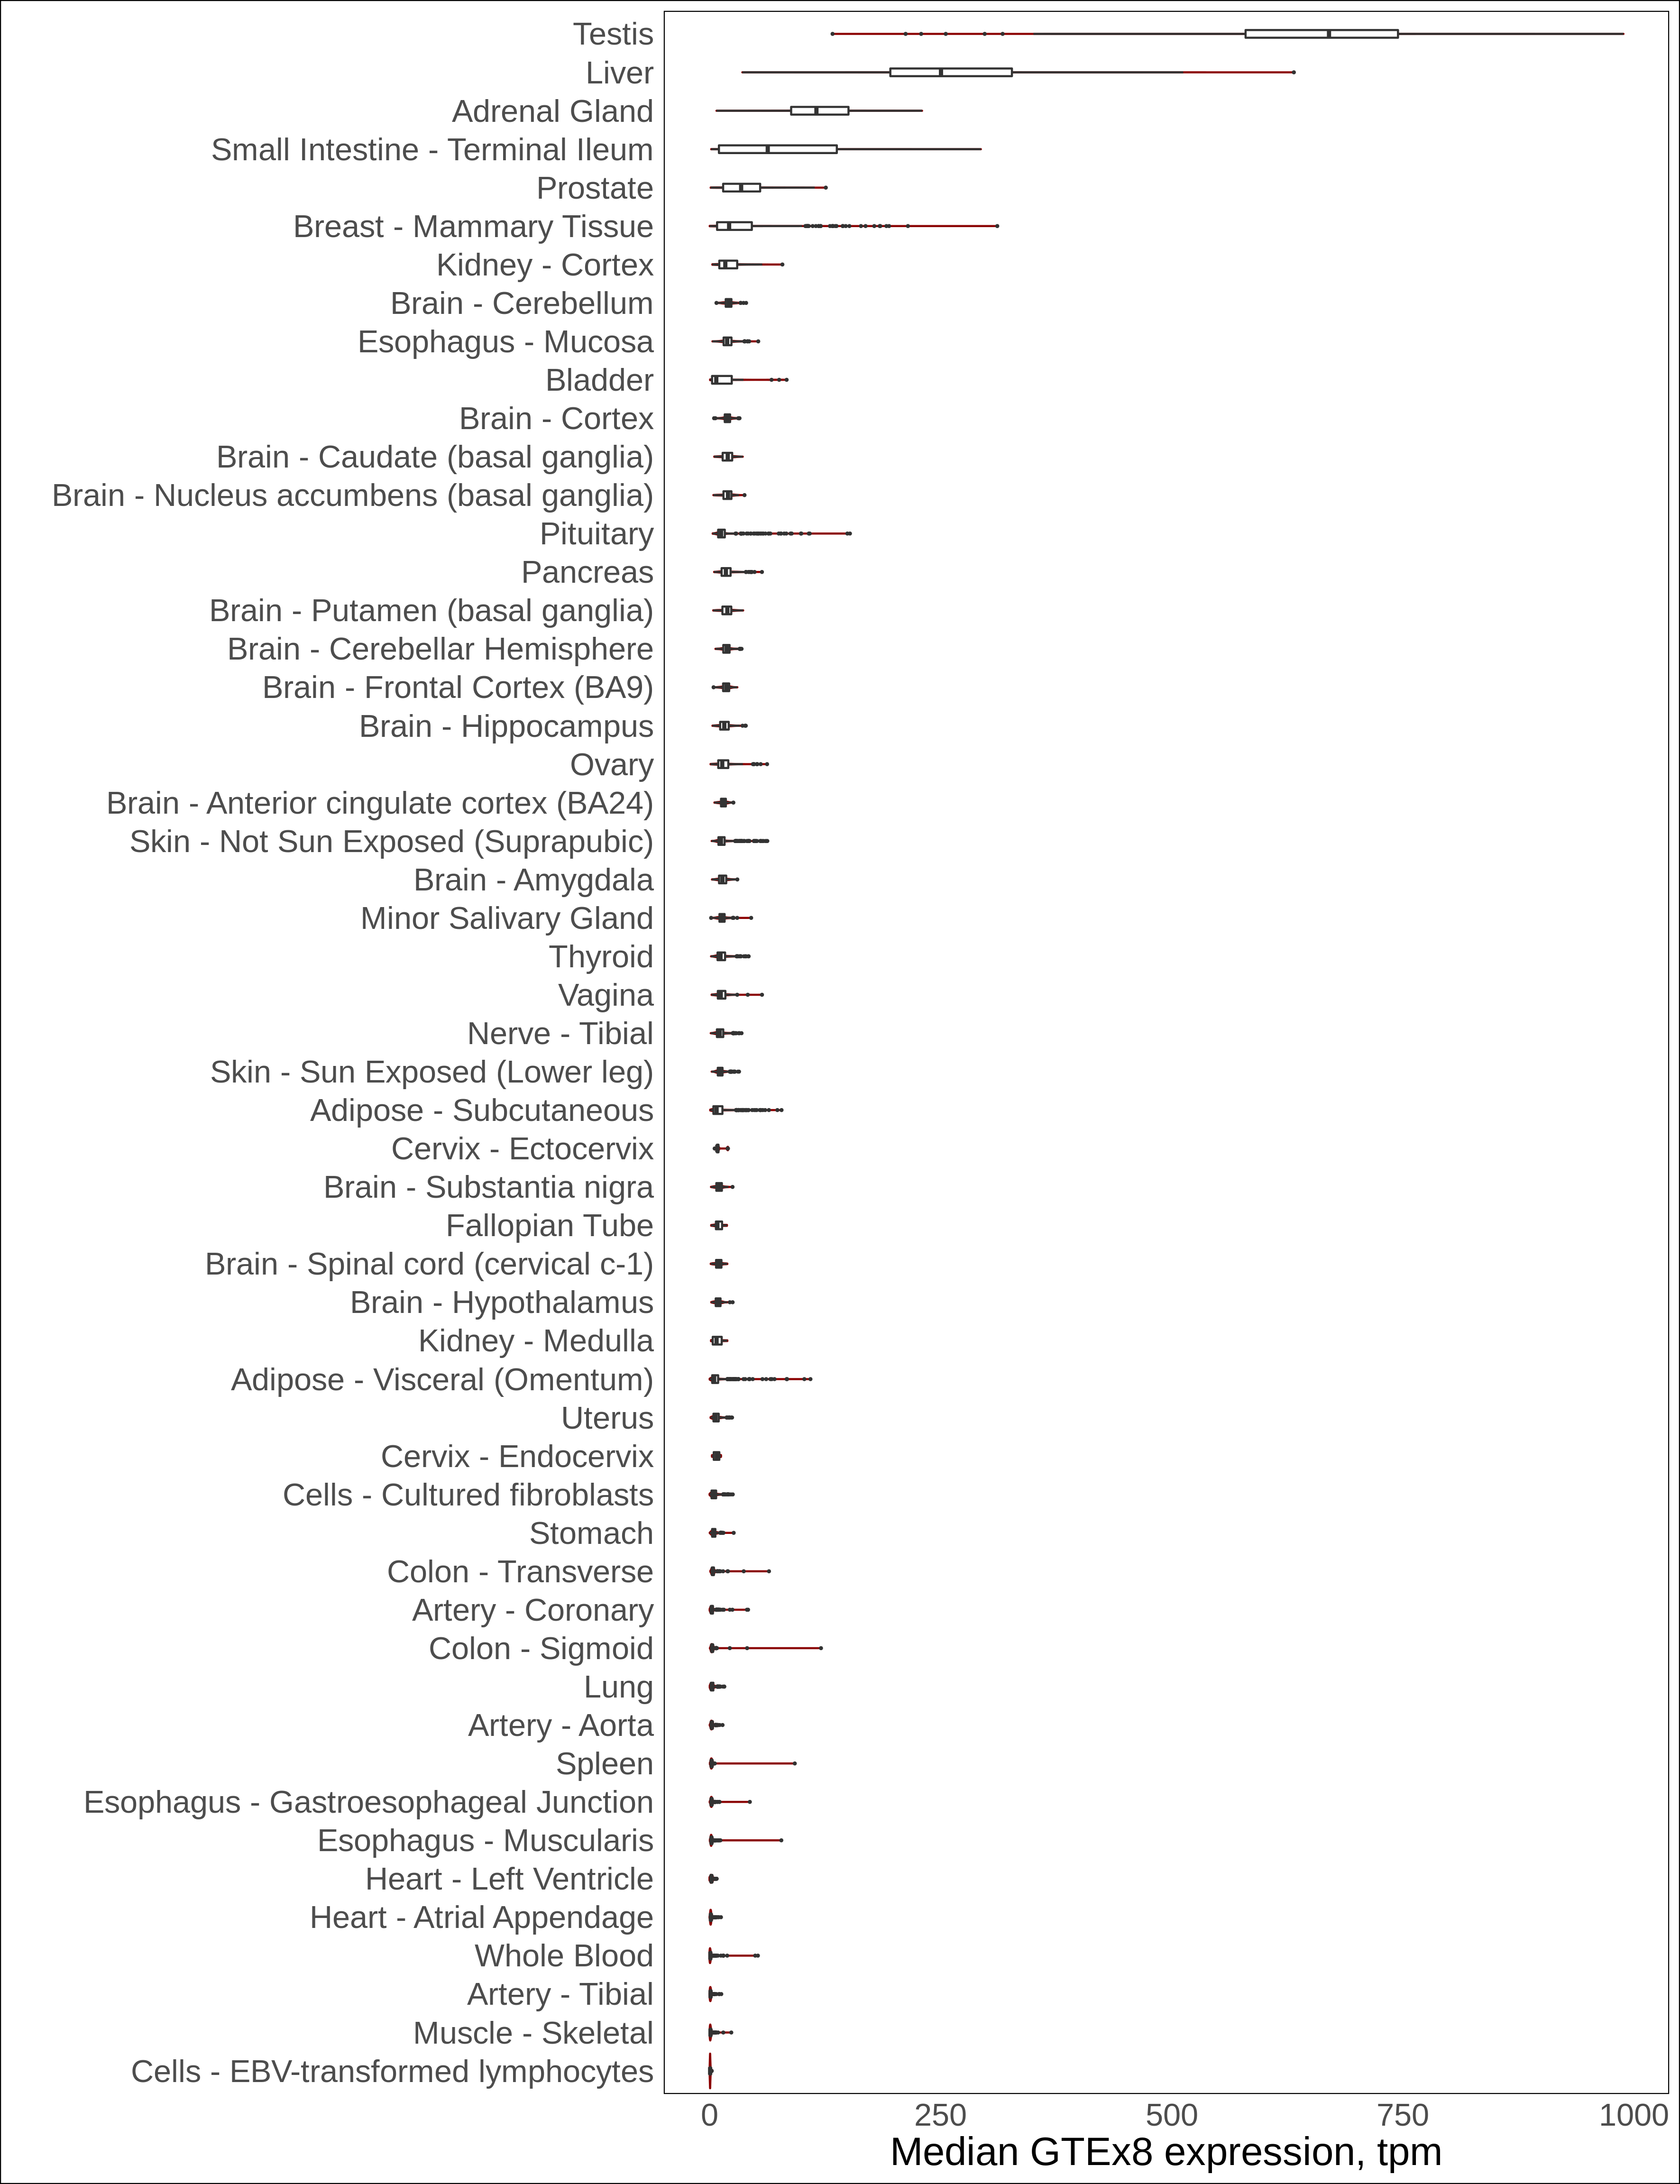 Testis
Liver
Adrenal Gland
Small Intestine - Terminal Ileum
Prostate
Breast - Mammary Tissue
Kidney - Cortex
Brain - Cerebellum
Esophagus - Mucosa
Bladder
Brain - Cortex
Brain - Caudate (basal ganglia)
Brain - Nucleus accumbens (basal ganglia)
Pituitary
Pancreas
Brain - Putamen (basal ganglia)
Brain - Cerebellar Hemisphere
Brain - Frontal Cortex (BA9)
Brain - Hippocampus
Ovary
Brain - Anterior cingulate cortex (BA24)
Skin - Not Sun Exposed (Suprapubic)
Brain - Amygdala
Minor Salivary Gland
Thyroid
Vagina
Nerve - Tibial
Skin - Sun Exposed (Lower leg)
Adipose - Subcutaneous
Cervix - Ectocervix
Brain - Substantia nigra
Fallopian Tube
Brain - Spinal cord (cervical c-1)
Brain - Hypothalamus
Kidney - Medulla
Adipose - Visceral (Omentum)
Uterus
Cervix - Endocervix
Cells - Cultured fibroblasts
Stomach
Colon - Transverse
Artery - Coronary
Colon - Sigmoid
Lung
Artery - Aorta
Spleen
Esophagus - Gastroesophageal Junction
Esophagus - Muscularis
Heart - Left Ventricle
Heart - Atrial Appendage
Whole Blood
Artery - Tibial
Muscle - Skeletal
Cells - EBV-transformed lymphocytes
0 250 500 750 1000
Median GTEx8 expression, tpm